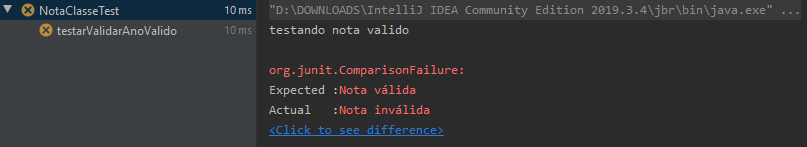 NotaClasseTest 10 ms
testarValidarAnoValido 10 ms
"D:\DOWNLOADS\IntelliJ IDEA Community Edition 2019.3.4\jbr\bin\java.exe" ...
testando nota valido
org.junit.ComparisonFailure:
Expected :Nota válida
Actual :Nota inválida
<Click to see difference>